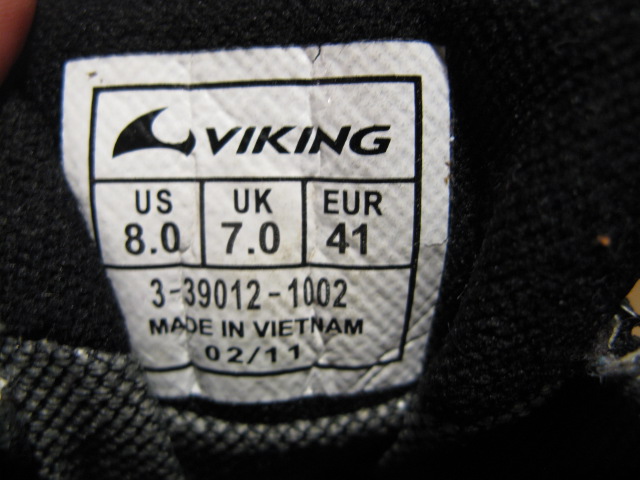 VIKING
US UK EUR
8.0 7.0 41
3-39012-1002
MADE IN VIETNAM
02/11